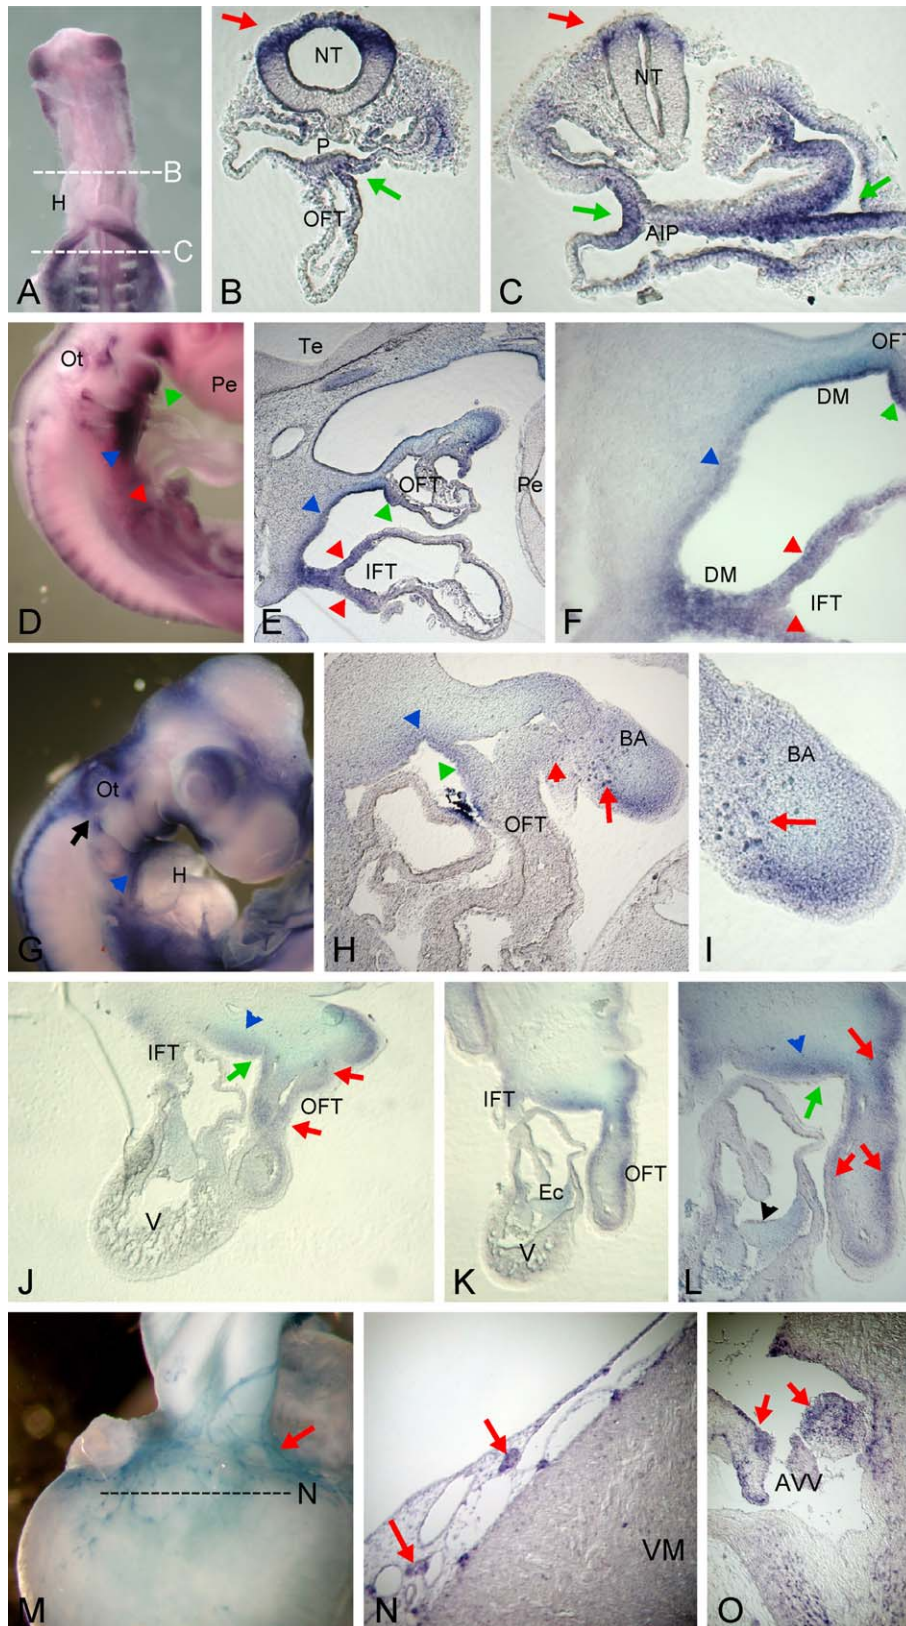 B
H
C
A
NT
P
OFT
B
NT
AIP
C
Ot
Pe
D
Te
OFT
Pe
IFT
E
OFT
DM
DM
IFT
F
Ot
H
G
BA
OFT
H
BA
I
IFT
OFT
V
J
IFT
OFT
Ec
V
K
L
N
M
VM
N
AVV
O